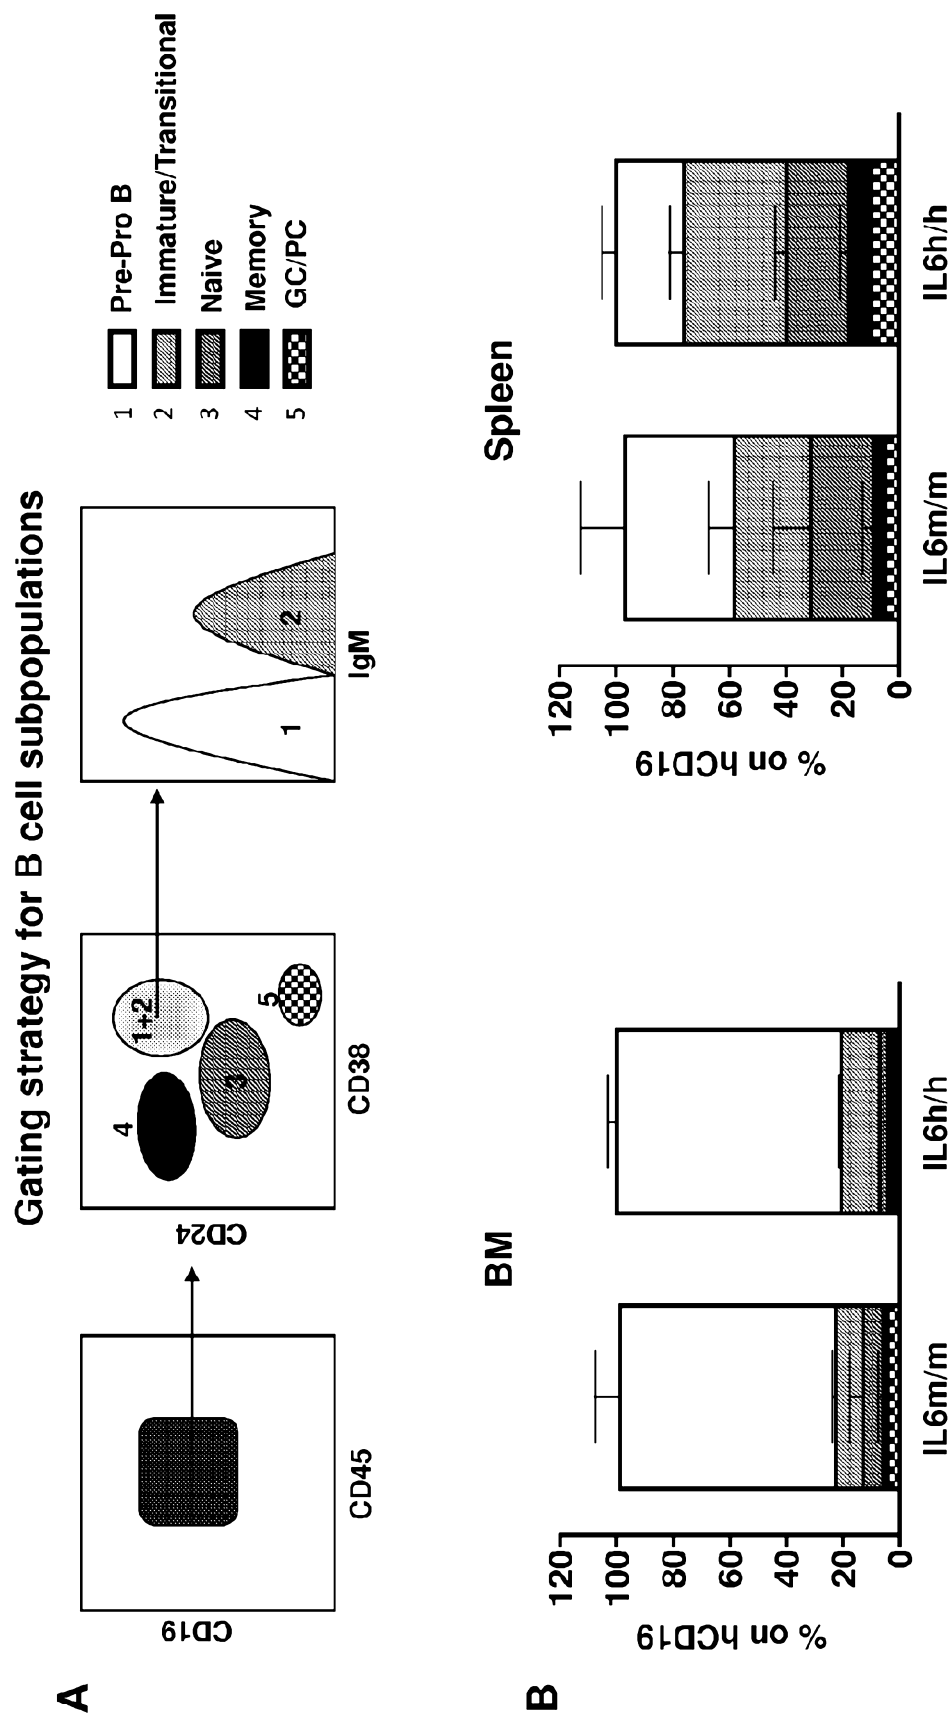 Gating strategy for B cell subpopulations
A
CD19
CD45
CD24
CD38
4
1+2
3
5
1
2
IgM
1 Pre-Pro B
2 Immature/Transitional
3 Naive
4 Memory
5 GC/PC
B
BM
% on hCD19
120
100
80
60
40
20
0
IL6m/m
IL6h/h
Spleen
% on hCD19
120
100
80
60
40
20
0
IL6m/m
IL6h/h